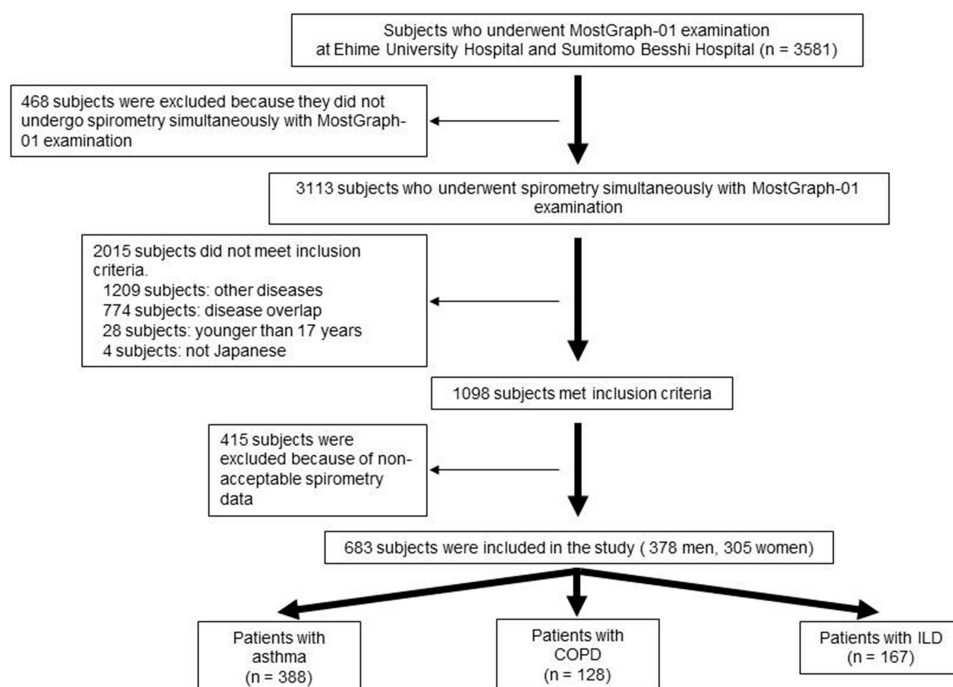 Subjects who underwent MostGraph-01 examination
at Ehime University Hospital and Sumitomo Besshi Hospital (n = 3581)
468 subjects were excluded because they did not
undergo spirometry simultaneously with MostGraph-
01 examination
3113 subjects who underwent spirometry simultaneously with MostGraph-01
examination
2015 subjects did not meet inclusion
criteria.
1209 subjects: other diseases
774 subjects: disease overlap
28 subjects: younger than 17 years
4 subjects: not Japanese
1098 subjects met inclusion criteria
415 subjects were
excluded because of non-
acceptable spirometry
data
683 subjects were included in the study ( 378 men, 305 women)
Patients with
asthma
(n = 388)
Patients with
COPD
(n = 128)
Patients with ILD
(n = 167)